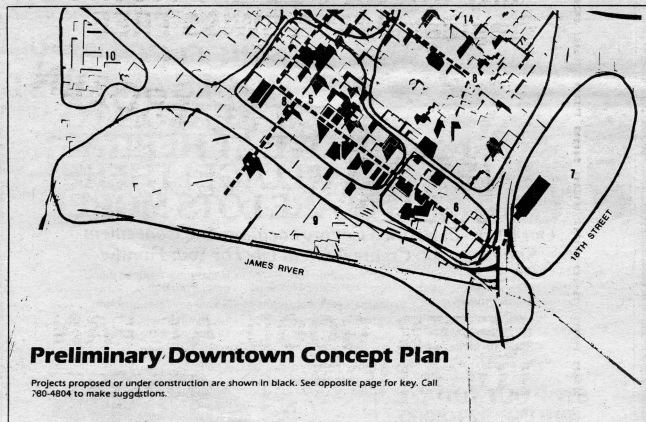 14
10
8
5
8
7
6
9
18TH STREET
JAMES RIVER
Preliminary Downtown Concept Plan
Projects proposed or under construction are shown in black. See opposite page for key. Call
780-4804 to make suggestions.